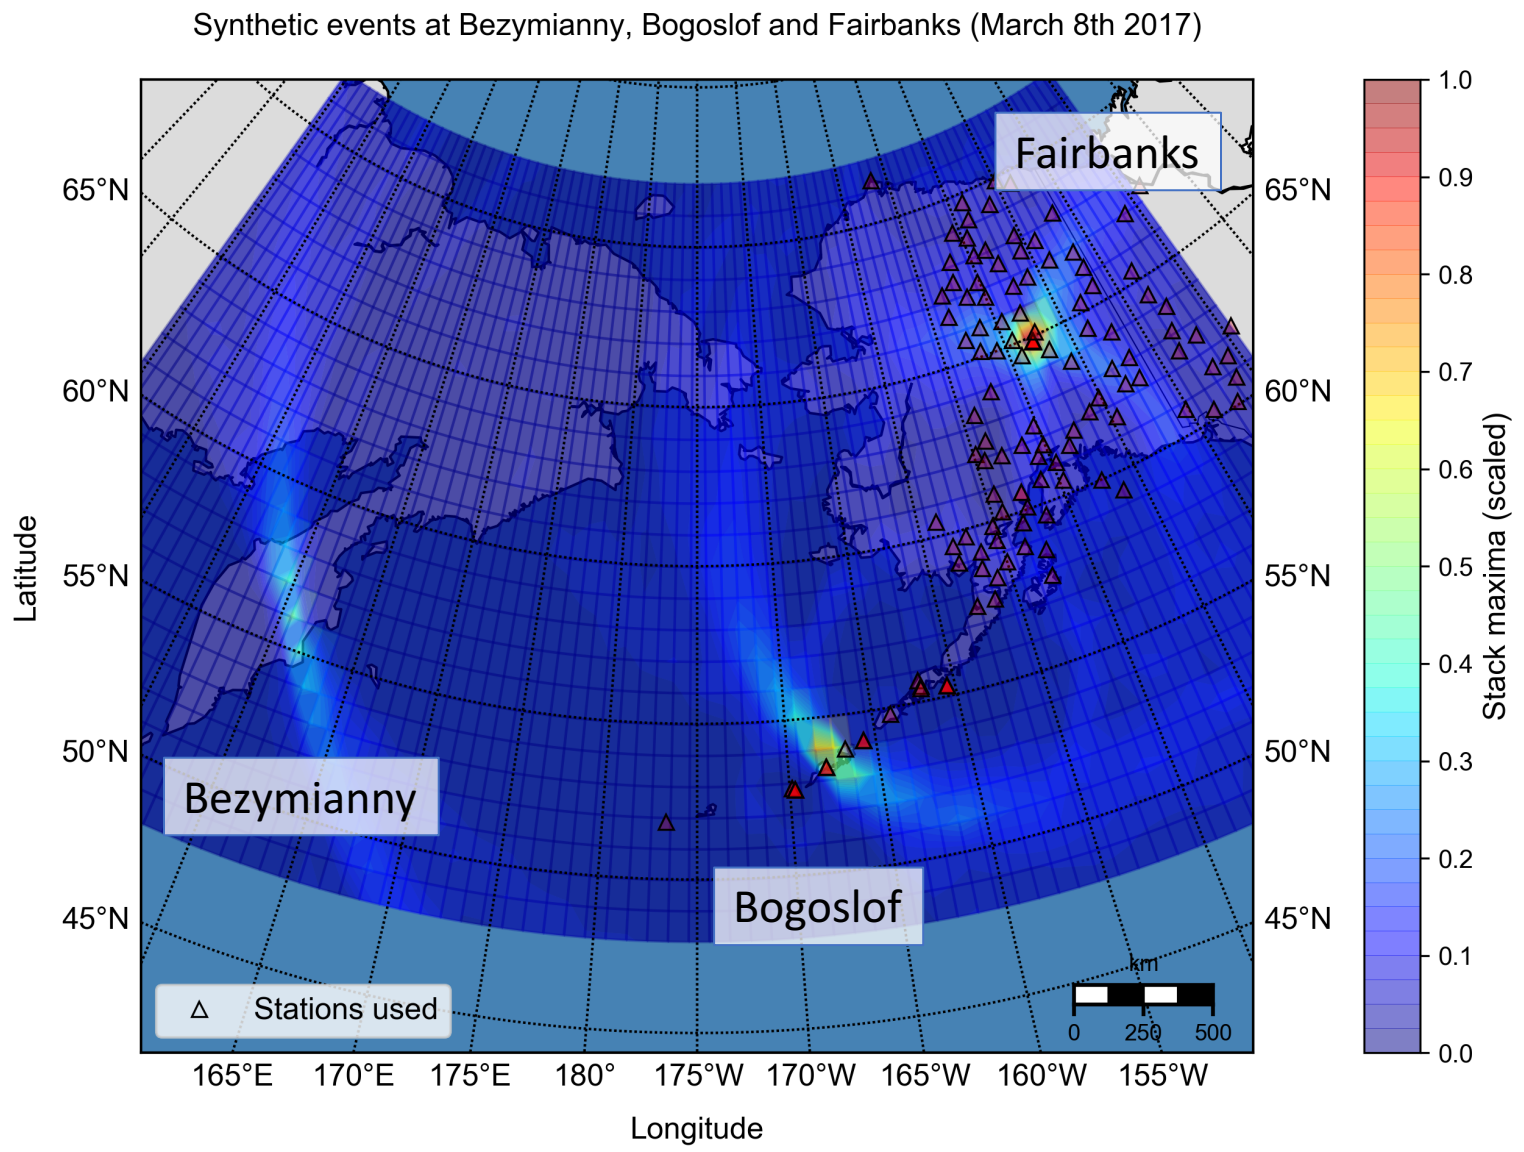 Synthetic events at Bezymianny, Bogoslof and Fairbanks (March 8th 2017)
Fairbanks
Bezymianny
Bogoslof
Stations used
km
0 250 500
65°N
60°N
55°N
50°N
45°N
Latitude
65°N
60°N
55°N
50°N
45°N
165°E 170°E 175°E 180° 175°W 170°W 165°W 160°W 155°W
Longitude
1.0
0.9
0.8
0.7
0.6
0.5
0.4
0.3
0.2
0.1
0.0
Stack maxima (scaled)